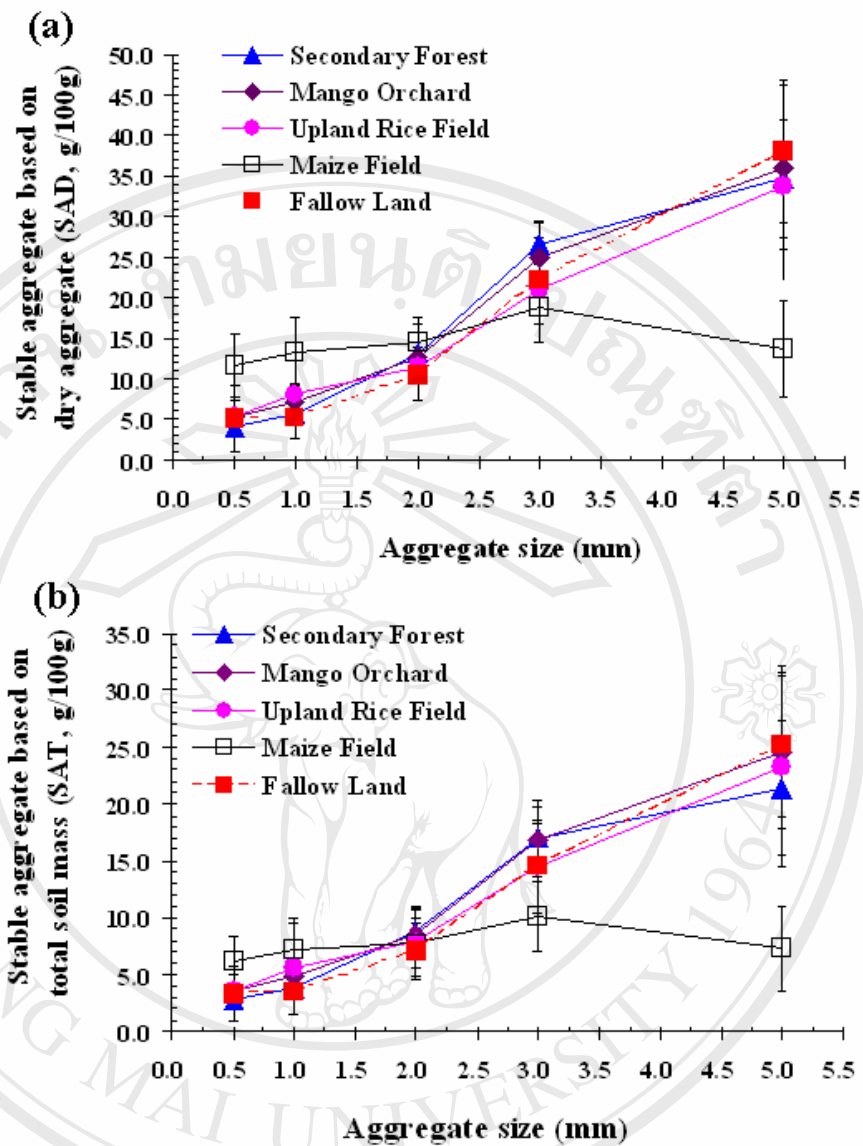 (a)
Stable aggregate based on
dry aggregate (SAD, g/100g)
50.0
45.0
40.0
35.0
30.0
25.0
20.0
15.0
10.0
5.0
0.0
Secondary Forest
Mango Orchard
Upland Rice Field
Maize Field
Fallow Land
0.0 0.5 1.0 1.5 2.0 2.5 3.0 3.5 4.0 4.5 5.0 5.5
Aggregate size (mm)
(b)
Stable aggregate based on
total soil mass (SAT, g/100g)
35.0
30.0
25.0
20.0
15.0
10.0
5.0
0.0
Secondary Forest
Mango Orchard
Upland Rice Field
Maize Field
Fallow Land
0.0 0.5 1.0 1.5 2.0 2.5 3.0 3.5 4.0 4.5 5.0 5.5
Aggregate size (mm)
NG MAI UNIVERSITY 1964